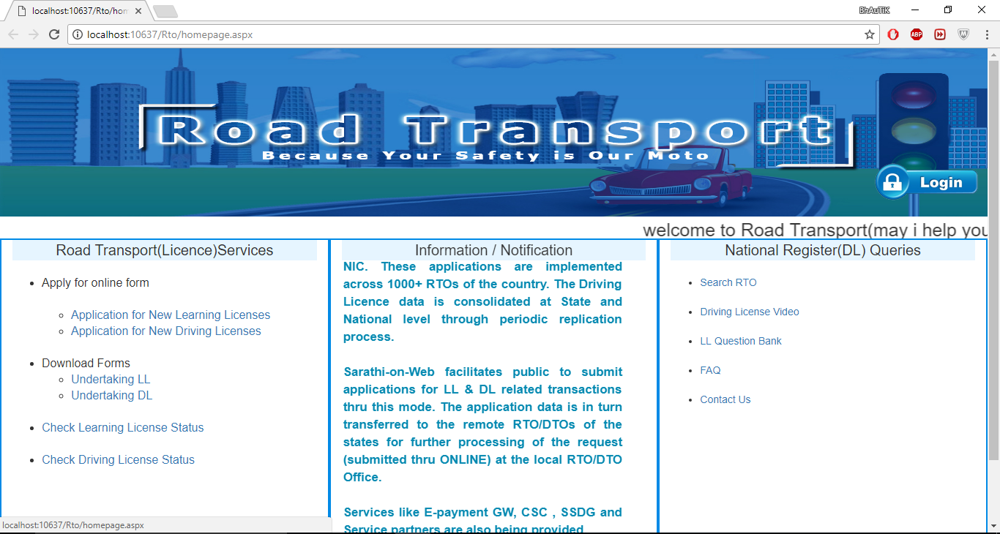 localhost:10637/Rto/hom
BhAuTiK
localhost:10637/Rto/homepage.aspx
ABP
Road Transport
Because Your Safety is Our Moto
Login
welcome to Road Transport(may i help you
Road Transport(Licence)Services
Apply for online form
Application for New Learning Licenses
Application for New Driving Licenses
Download Forms
Undertaking LL
Undertaking DL
Check Learning License Status
Check Driving License Status
Information / Notification
NIC. These applications are implemented
across 1000+ RTOs of the country. The Driving
Licence data is consolidated at State and
National level through periodic replication
process.
Sarathi-on-Web facilitates public to submit
applications for LL & DL related transactions
thru this mode. The application data is in turn
transferred to the remote RTO/DTOs of the
states for further processing of the request
(submitted thru ONLINE) at the local RTO/DTO
Office.
Services like E-payment GW, CSC , SSDG and
Service partners are also being provided
National Register(DL) Queries
Search RTO
Driving License Video
LL Question Bank
FAQ
Contact Us
localhost:10637/Rto/homepage.aspx